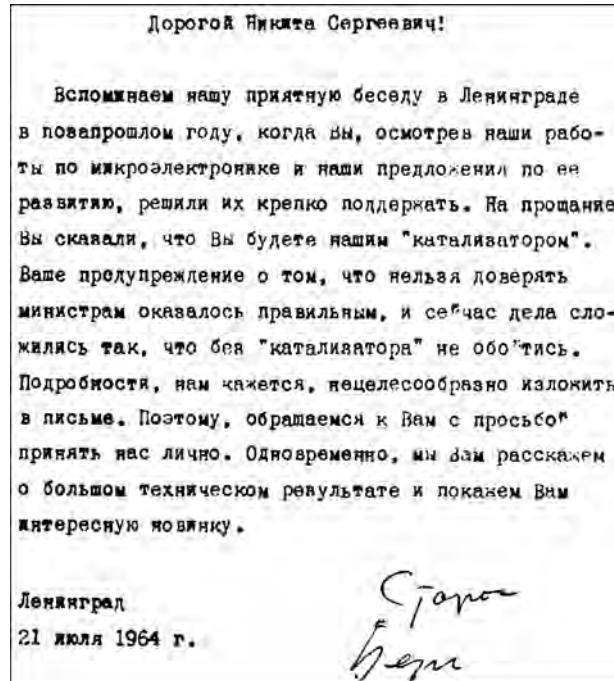 Дорогой Никита Сергеевич!
Вспоминаем нашу приятную беседу в Ленинграде
в позапрошлом году, когда Вы, осмотрев наши рабо-
ты по микроэлектронике и наши предложения по ее
развитию, решили их крепко поддержать. На прощание
Вы сказали, что Вы будете нашим "катализатором".
Ваше предупреждение о том, что нельзя доверять
министрам оказалось правильным, и сейчас дела сло-
жились так, что без "катализатора" не обойтись.
Подробности, нам кажется, нецелесообразно изложить
в письме. Поэтому, обращаемся к Вам с просьбой
принять нас лично. Одновременно, мы Вам расскажем
о большом техническом результате и покажем Вам
интересную новинку.
Ленинград
21 июля 1964 г.
Старос
Берг